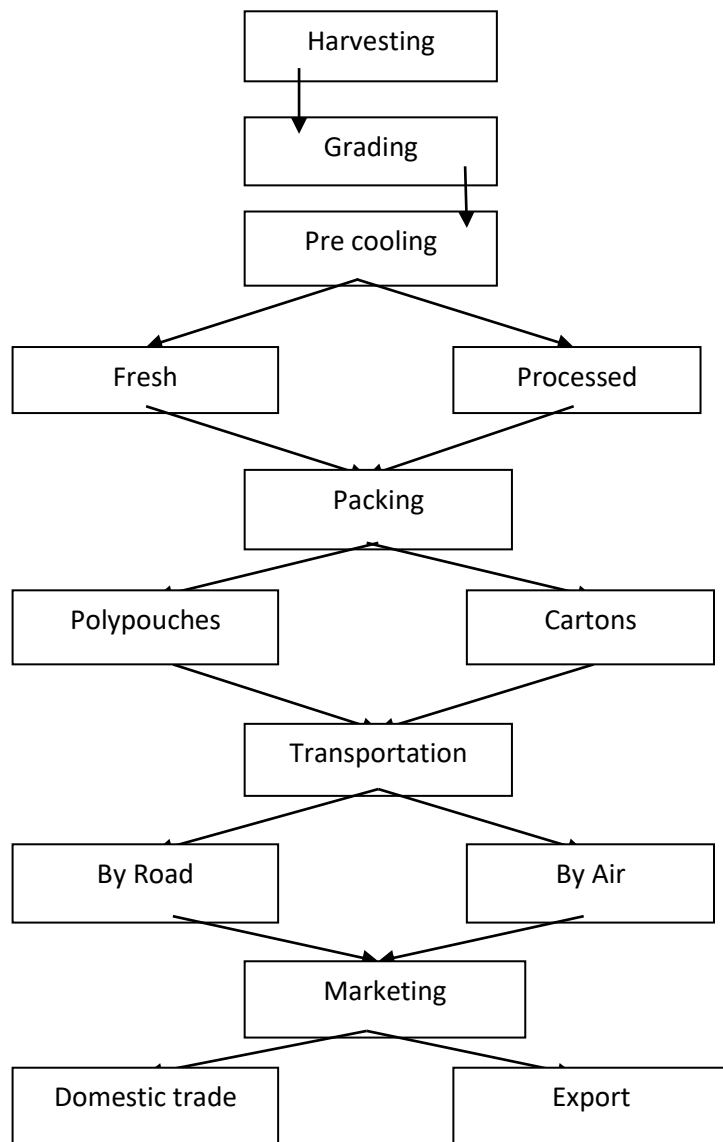 Harvesting
Grading
Pre cooling
Fresh
Processed
Packing
Polypouches
Cartons
Transportation
By Road
By Air
Marketing
Domestic trade
Export